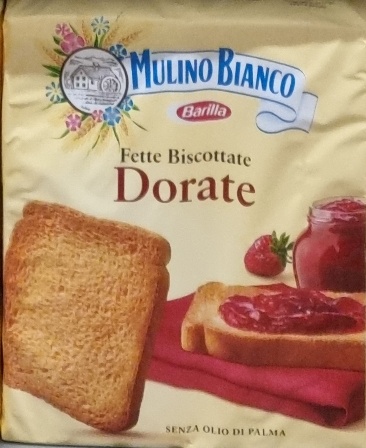 MULINO BIANCO
Barilla
Fette Biscottate
Dorate
SENZA OLIO DI PALMA